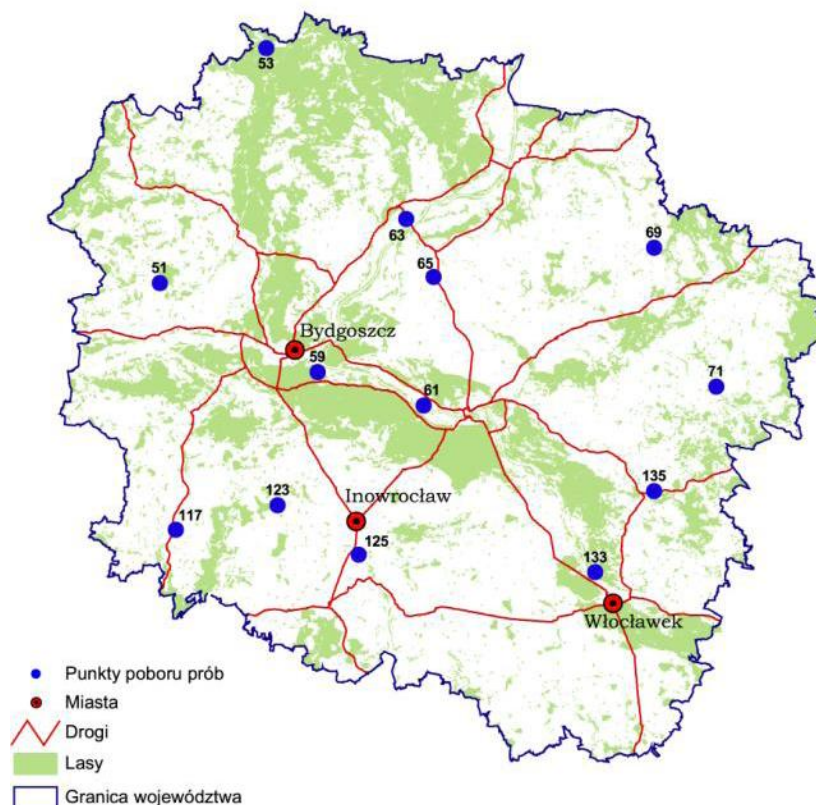 53
63
69
51
65
Bydgoszcz
59
71
61
135
123
Inowrocław
117
125
133
Włocławek
Punkty poboru prób
Miasta
Drogi
Lasy
Granica województwa